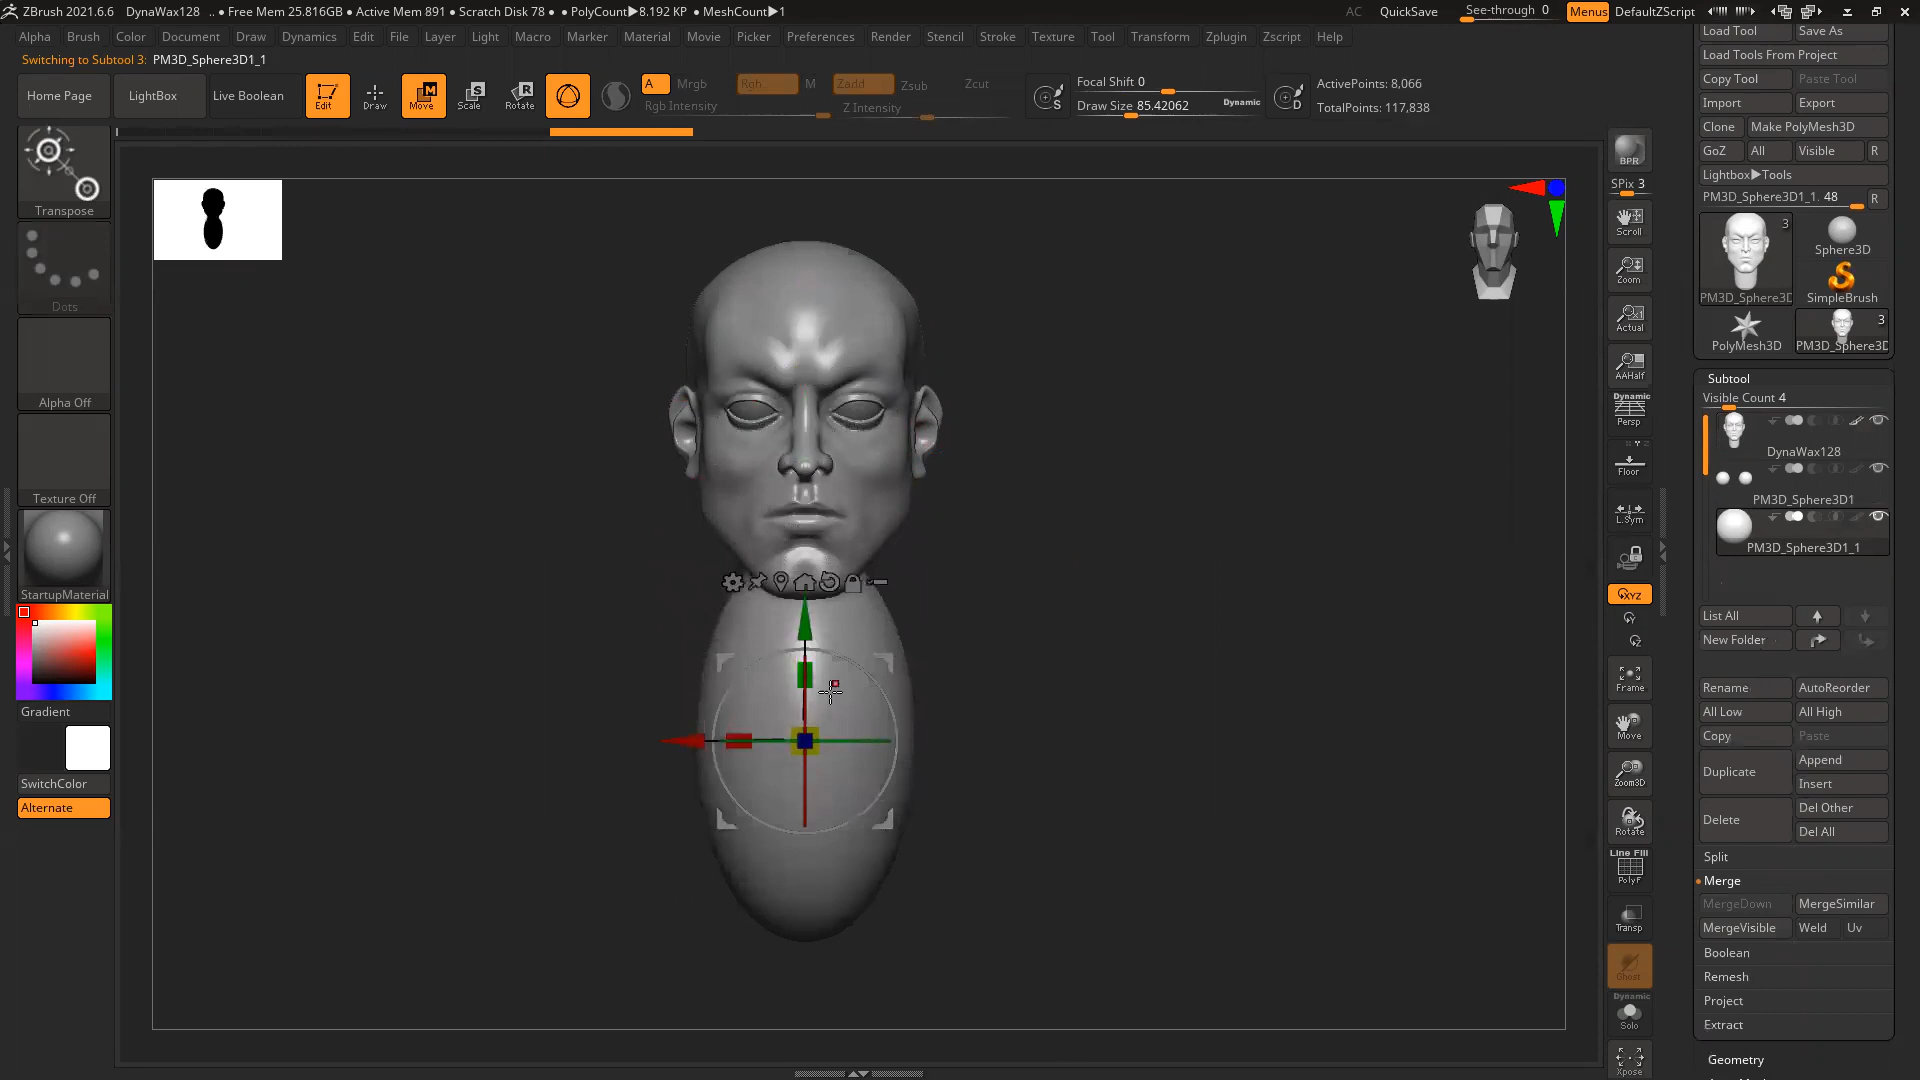 ZBrush 2021.6.6 DynaWax128 .. ● Free Mem 25.816GB ● Active Mem 891 ● Scratch Disk 78 ● PolyCount▶8.192 KP ● MeshCount▶1
AC QuickSave See-through 0 Menus DefaultZScript
Alpha Brush Color Document Draw Dynamics Edit File Layer Light Macro Marker Material Movie Picker Preferences Render Stencil Stroke Texture Tool Transform Zplugin Zscript Help
Switching to Subtool 3: PM3D_Sphere3D1_1
Home Page
LightBox
Live Boolean
Edit
Draw
Move
Scale
Rotate
A
Mrgb
Rgb
M
Zadd
Zsub
Zcut
Rgb Intensity
Z Intensity
S
Focal Shift 0
Draw Size 85.42062
Dynamic
D
ActivePoints: 8,066
TotalPoints: 117,838
Transpose
Dots
Alpha Off
Texture Off
StartupMaterial
Gradient
SwitchColor
Alternate
BPR
SPix 3
Scroll
Zoom
Actual
AAHalf
Dynamic
Persp
Floor
L.Sym
XYZ
Frame
Move
Zoom3D
Rotate
Line Fill
PolyF
Transp
Ghost
Dynamic
Solo
Xpose
Load Tool
Save As
Load Tools From Project
Copy Tool
Paste Tool
Import
Export
Clone
Make PolyMesh3D
GoZ
All
Visible
R
Lightbox▶Tools
PM3D_Sphere3D1_1. 48
R
3
PM3D_Sphere3D
Sphere3D
SimpleBrush
PolyMesh3D
3
PM3D_Sphere3D
Subtool
Visible Count 4
DynaWax128
PM3D_Sphere3D1
PM3D_Sphere3D1_1
List All
New Folder
Rename
AutoReorder
All Low
All High
Copy
Paste
Duplicate
Append
Insert
Delete
Del Other
Del All
Split
Merge
MergeDown
MergeSimilar
MergeVisible
Weld
Uv
Boolean
Remesh
Project
Extract
Geometry